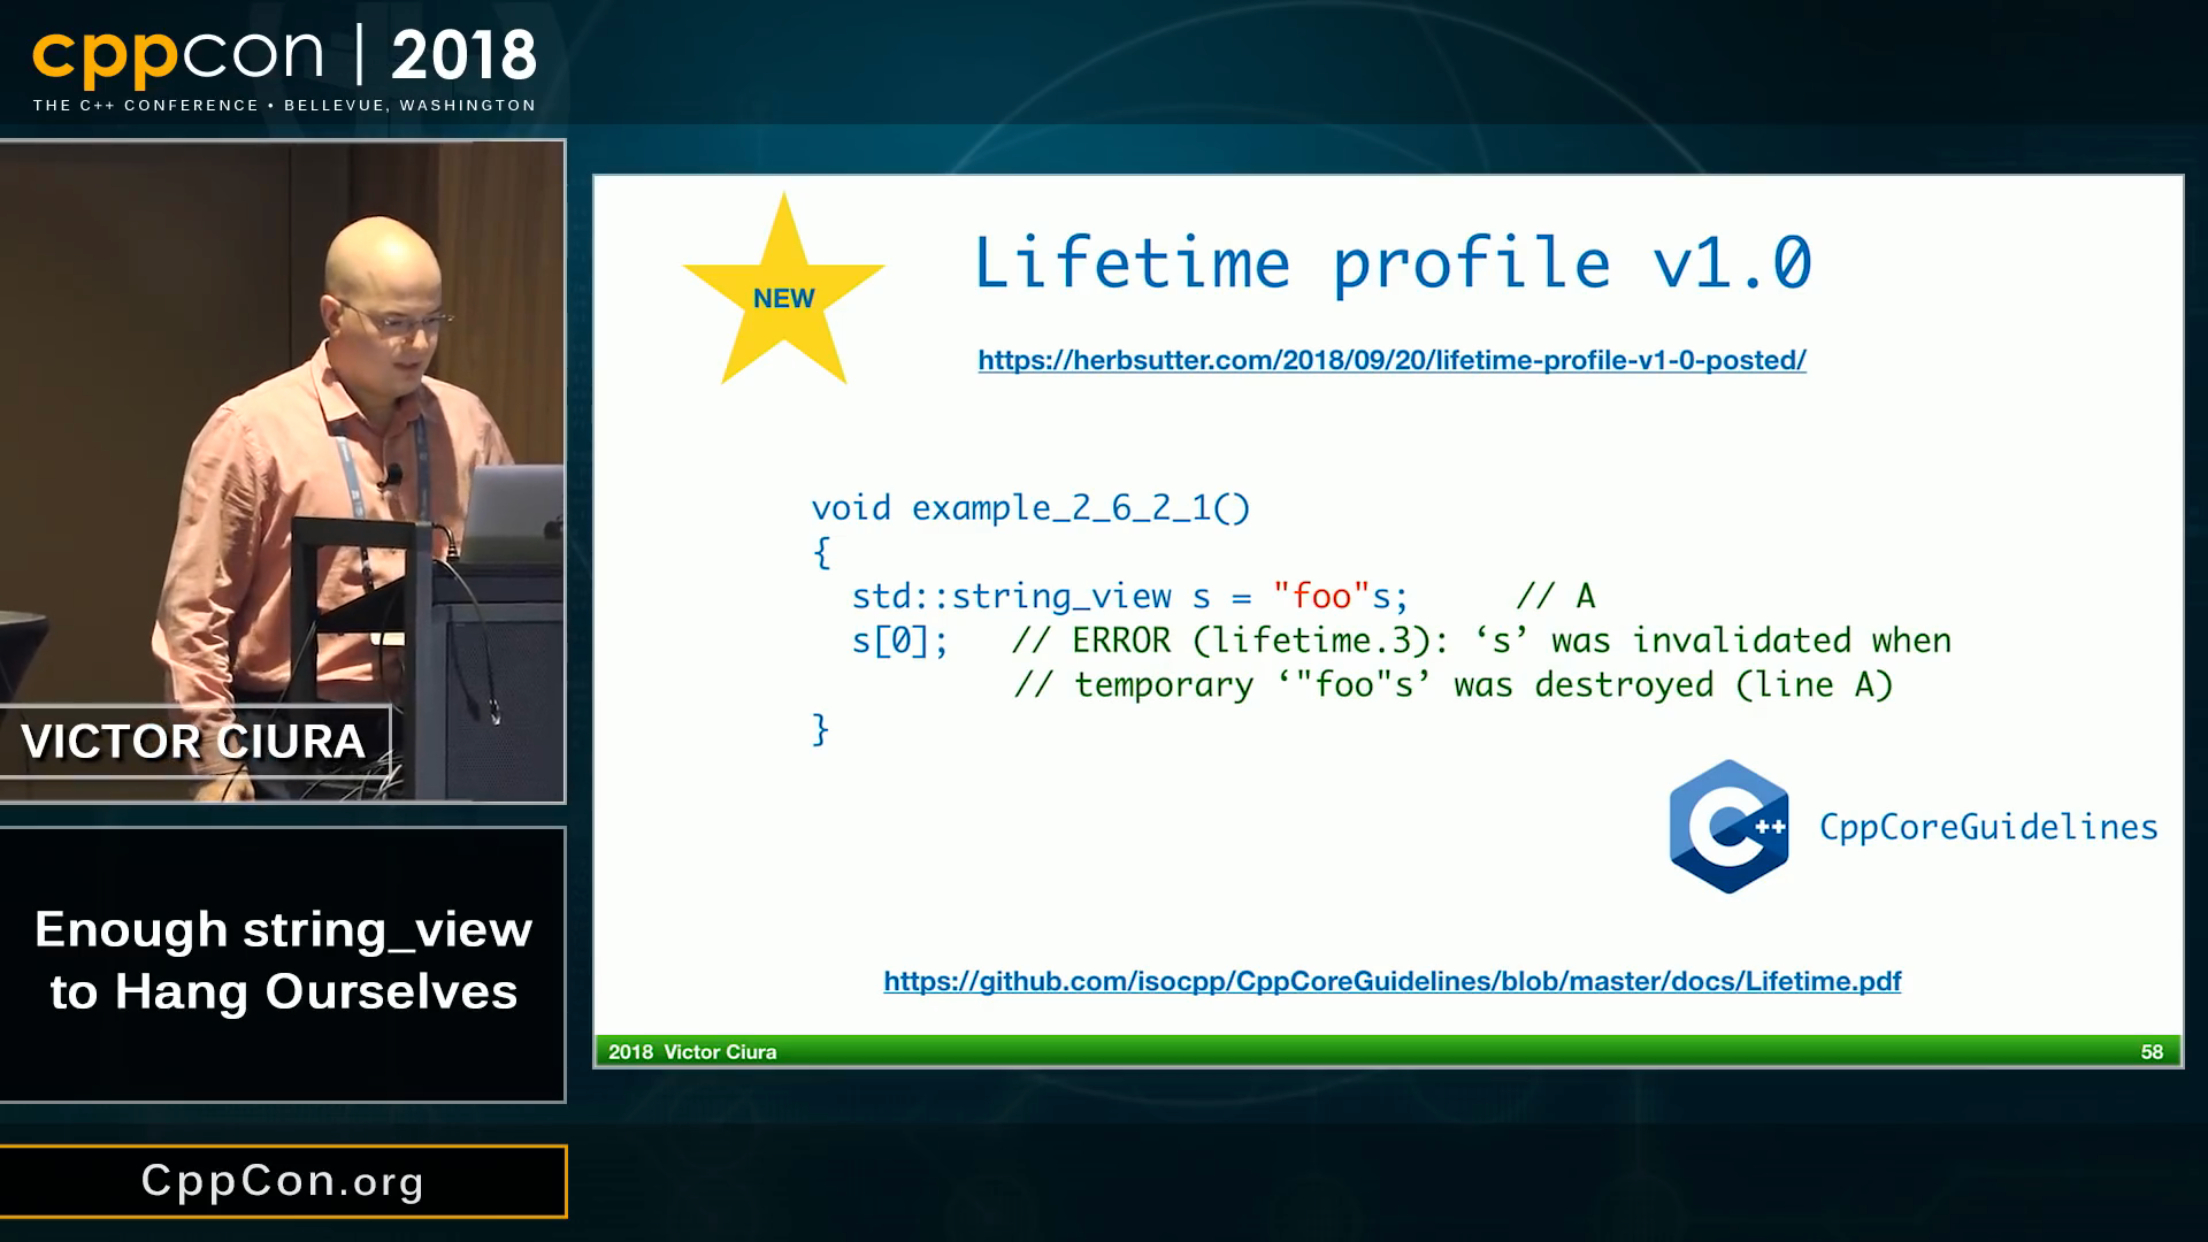 cppcon | 2018
THE C++ CONFERENCE • BELLEVUE, WASHINGTON
VICTOR CIURA
Enough string_view
to Hang Ourselves
CppCon.org
NEW
Lifetime profile v1.0
https://herbsutter.com/2018/09/20/lifetime-profile-v1-0-posted/
void example_2_6_2_1()
{
std::string_view s = "foo"s; // A
s[0]; // ERROR (lifetime.3): ‘s’ was invalidated when
// temporary ‘"foo"s’ was destroyed (line A)
}
C++
CppCoreGuidelines
https://github.com/isocpp/CppCoreGuidelines/blob/master/docs/Lifetime.pdf
2018 Victor Ciura
58